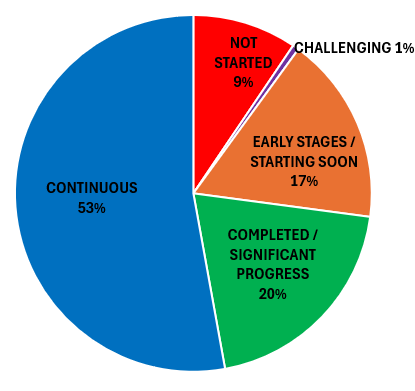 NOT
STARTED
9%
CHALLENGING 1%
EARLY STAGES /
STARTING SOON
17%
CONTINUOUS
53%
COMPLETED /
SIGNIFICANT
PROGRESS
20%